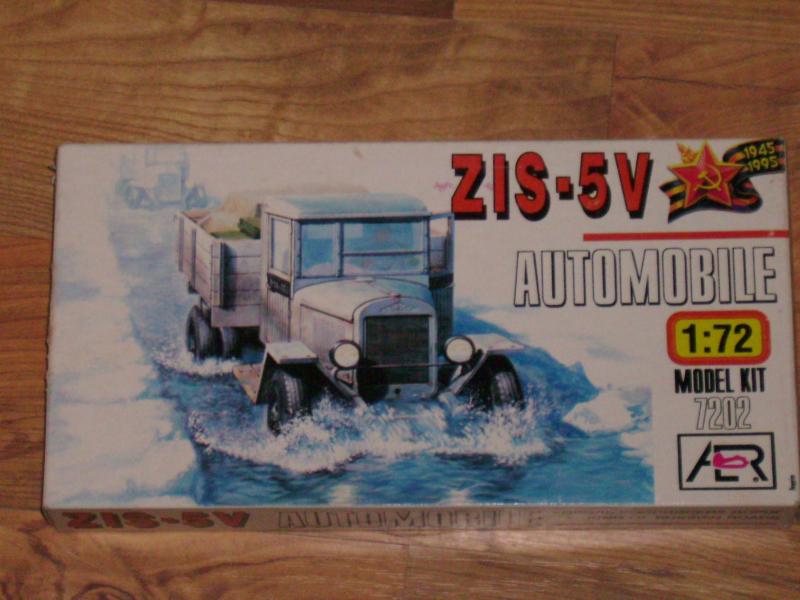 ZIS-5V
1945
1995
AUTOMOBILE
1:72
MODEL KIT
7202
AER
ZIS-5V AUTOMOBILE